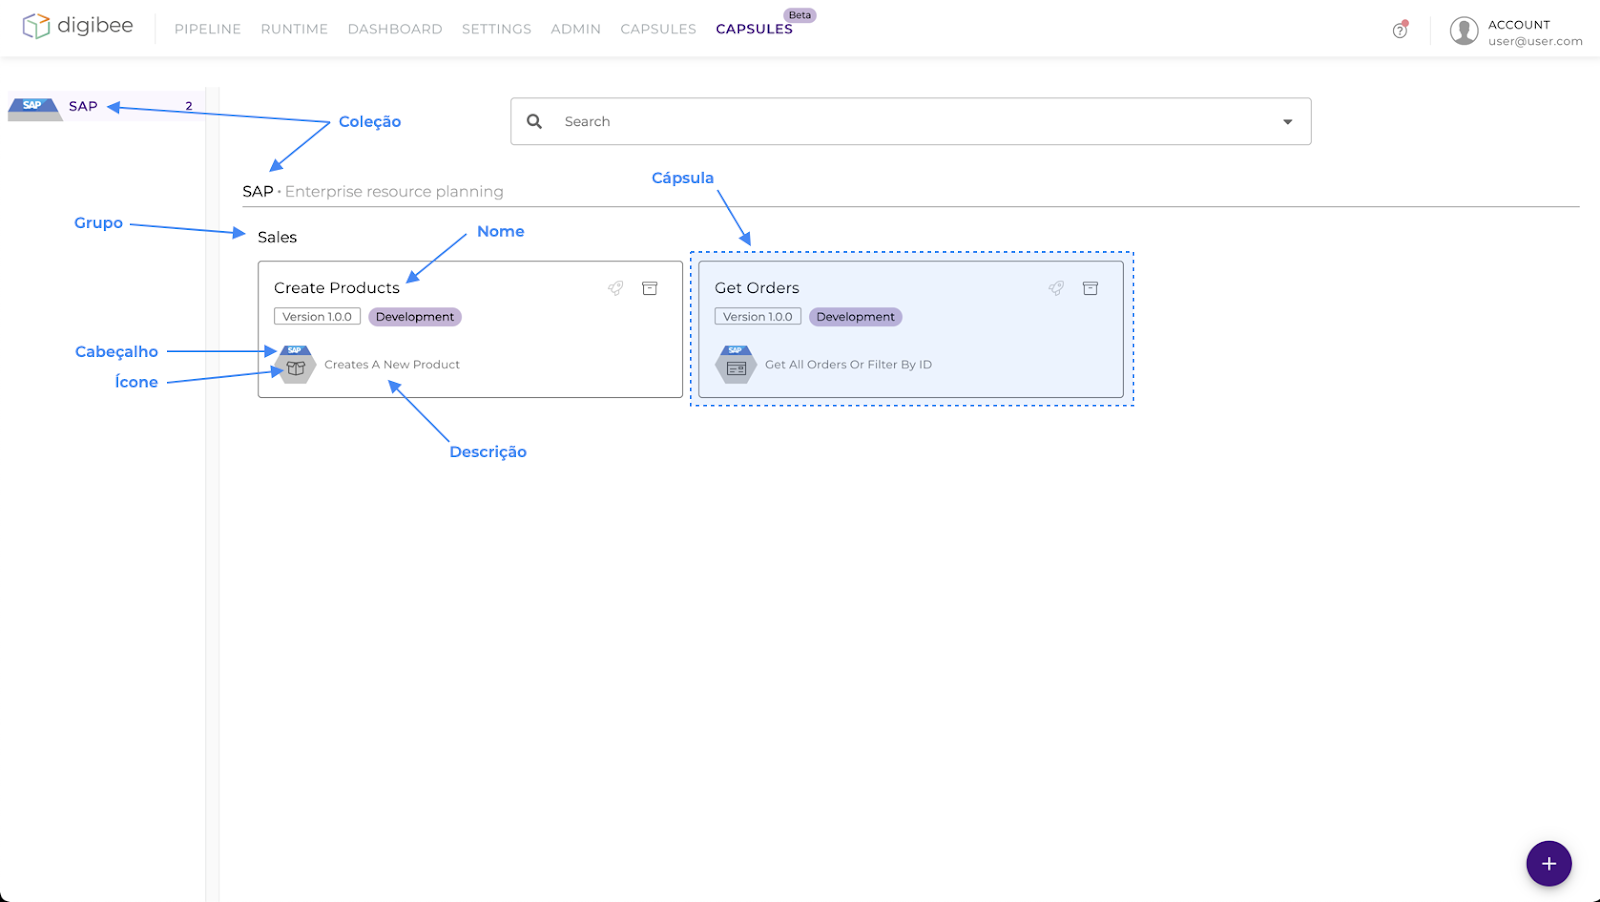 digibee
PIPELINE RUNTIME DASHBOARD SETTINGS ADMIN CAPSULES CAPSULES Beta
ACCOUNT
user@user.com
SAP SAP 2
Coleção
Search
Cápsula
SAP • Enterprise resource planning
Grupo
Sales
Nome
Create Products
Version 1.0.0 Development
Cabeçalho
SAP
Ícone
Creates A New Product
Descrição
Get Orders
Version 1.0.0 Development
SAP
Get All Orders Or Filter By ID